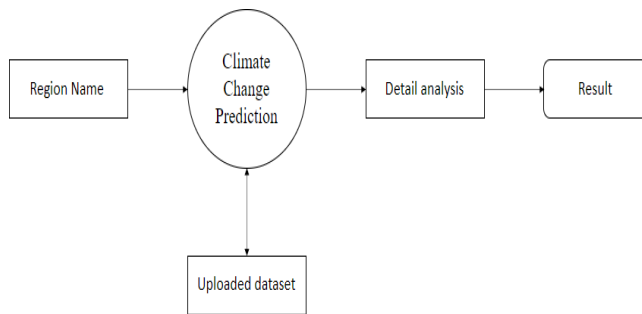 Region Name
Climate
Change
Prediction
Detail analysis
Result
Uploaded dataset